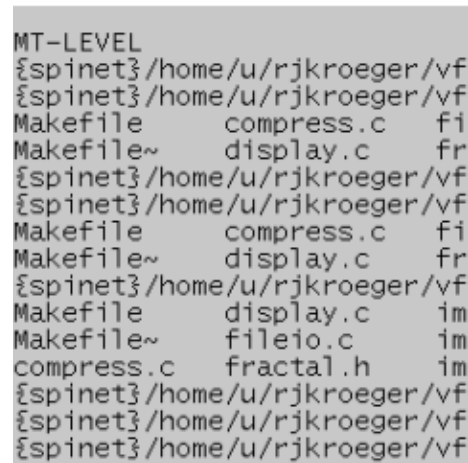 MT-LEVEL
{spinet}/home/u/rjkroeger/vf
{spinet}/home/u/rjkroeger/vf
Makefile compress.c fi
Makefile~ display.c fr
{spinet}/home/u/rjkroeger/vf
{spinet}/home/u/rjkroeger/vf
Makefile compress.c fi
Makefile~ display.c fr
{spinet}/home/u/rjkroeger/vf
Makefile display.c im
Makefile~ fileio.c im
compress.c fractal.h im
{spinet}/home/u/rjkroeger/vf
{spinet}/home/u/rjkroeger/vf
{spinet}/home/u/rjkroeger/vf